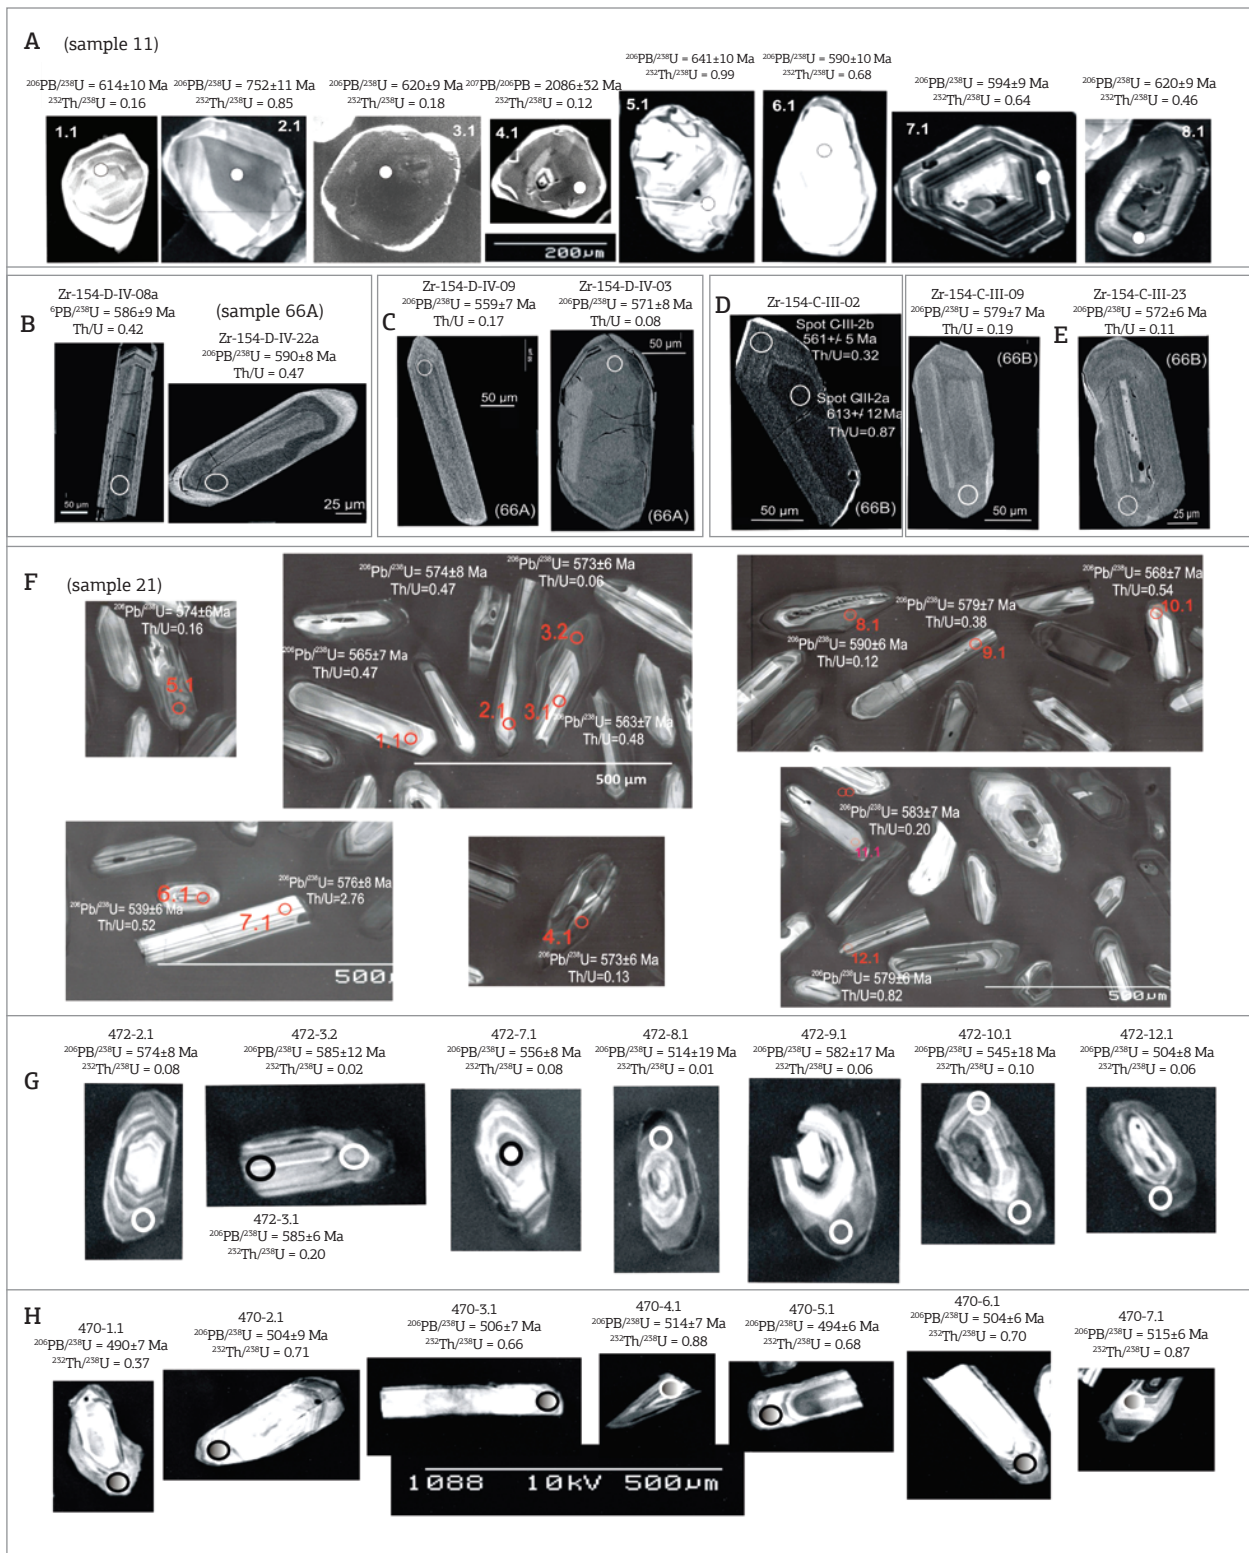 A (sample 11)
²⁰⁶PB/²³⁸U = 614±10 Ma
²³²Th/²³⁸U = 0.16
1.1
²⁰⁶PB/²³⁸U = 752±11 Ma
²³²Th/²³⁸U = 0.85
2.1
²⁰⁶PB/²³⁸U = 620±9 Ma
²³²Th/²³⁸U = 0.18
3.1
²⁰⁷PB/²⁰⁶PB = 2086±32 Ma
²³²Th/²³⁸U = 0.12
4.1
200µm
²⁰⁶PB/²³⁸U = 641±10 Ma
²³²Th/²³⁸U = 0.99
5.1
²⁰⁶PB/²³⁸U = 590±10 Ma
²³²Th/²³⁸U = 0.68
6.1
²⁰⁶PB/²³⁸U = 594±9 Ma
²³²Th/²³⁸U = 0.64
7.1
²⁰⁶PB/²³⁸U = 620±9 Ma
²³²Th/²³⁸U = 0.46
8.1
B
Zr-154-D-IV-08a
⁶PB/²³⁸U = 586±9 Ma
Th/U = 0.42
50 µm
(sample 66A)
Zr-154-D-IV-22a
²⁰⁶PB/²³⁸U = 590±8 Ma
Th/U = 0.47
25 µm
C
Zr-154-D-IV-09
²⁰⁶PB/²³⁸U = 559±7 Ma
Th/U = 0.17
50 µm
(66A)
Zr-154-D-IV-03
²⁰⁶PB/²³⁸U = 571±8 Ma
Th/U = 0.08
50 µm
(66A)
D
Zr-154-C-III-02
Spot C-III-2b
561+/- 5 Ma
Th/U=0.32
Spot CIII-2a
613+/ 12 Ma
Th/U=0.87
50 µm
(66B)
Zr-154-C-III-09
²⁰⁶PB/²³⁸U = 579±7 Ma
Th/U = 0.19
(66B)
50 µm
E
Zr-154-C-III-23
²⁰⁶PB/²³⁸U = 572±6 Ma
Th/U = 0.11
(66B)
25 µm
F (sample 21)
²⁰⁶Pb/²³⁸U= 574±6Ma
Th/U=0.16
5.1
²⁰⁶Pb/²³⁸U= 574±8 Ma
Th/U=0.47
²⁰⁶Pb/²³⁸U= 573±6 Ma
Th/U=0.06
3.2
²⁰⁶Pb/²³⁸U= 565±7 Ma
Th/U=0.47
1.1
2.1
3.1
²⁰⁶Pb/²³⁸U= 563±7 Ma
Th/U=0.48
500 µm
8.1
²⁰⁶Pb/²³⁸U= 590±6 Ma
Th/U=0.12
²⁰⁶Pb/²³⁸U= 579±7 Ma
Th/U=0.38
9.1
²⁰⁶Pb/²³⁸U= 568±7 Ma
Th/U=0.54
10.1
6.1
²⁰⁶Pb/²³⁸U= 539±6 Ma
Th/U=0.52
²⁰⁶Pb/²³⁸U= 576±8 Ma
Th/U=2.76
7.1
500µ
4.1
²⁰⁶Pb/²³⁸U= 573±6 Ma
Th/U=0.13
²⁰⁶Pb/²³⁸U= 583±7 Ma
Th/U=0.20
11.1
12.1
²⁰⁶Pb/²³⁸U= 579±6 Ma
Th/U=0.82
500µm
G
472-2.1
²⁰⁶PB/²³⁸U = 574±8 Ma
²³²Th/²³⁸U = 0.08
472-3.2
²⁰⁶PB/²³⁸U = 585±12 Ma
²³²Th/²³⁸U = 0.02
472-3.1
²⁰⁶PB/²³⁸U = 585±6 Ma
²³²Th/²³⁸U = 0.20
472-7.1
²⁰⁶PB/²³⁸U = 556±8 Ma
²³²Th/²³⁸U = 0.08
472-8.1
²⁰⁶PB/²³⁸U = 514±19 Ma
²³²Th/²³⁸U = 0.01
472-9.1
²⁰⁶PB/²³⁸U = 582±17 Ma
²³²Th/²³⁸U = 0.06
472-10.1
²⁰⁶PB/²³⁸U = 545±18 Ma
²³²Th/²³⁸U = 0.10
472-12.1
²⁰⁶PB/²³⁸U = 504±8 Ma
²³²Th/²³⁸U = 0.06
H
470-1.1
²⁰⁶PB/²³⁸U = 490±7 Ma
²³²Th/²³⁸U = 0.37
470-2.1
²⁰⁶PB/²³⁸U = 504±9 Ma
²³²Th/²³⁸U = 0.71
470-3.1
²⁰⁶PB/²³⁸U = 506±7 Ma
²³²Th/²³⁸U = 0.66
470-4.1
²⁰⁶PB/²³⁸U = 514±7 Ma
²³²Th/²³⁸U = 0.88
470-5.1
²⁰⁶PB/²³⁸U = 494±6 Ma
²³²Th/²³⁸U = 0.68
470-6.1
²⁰⁶PB/²³⁸U = 504±6 Ma
²³²Th/²³⁸U = 0.70
470-7.1
²⁰⁶PB/²³⁸U = 515±6 Ma
²³²Th/²³⁸U = 0.87
1088 10kV 500µm